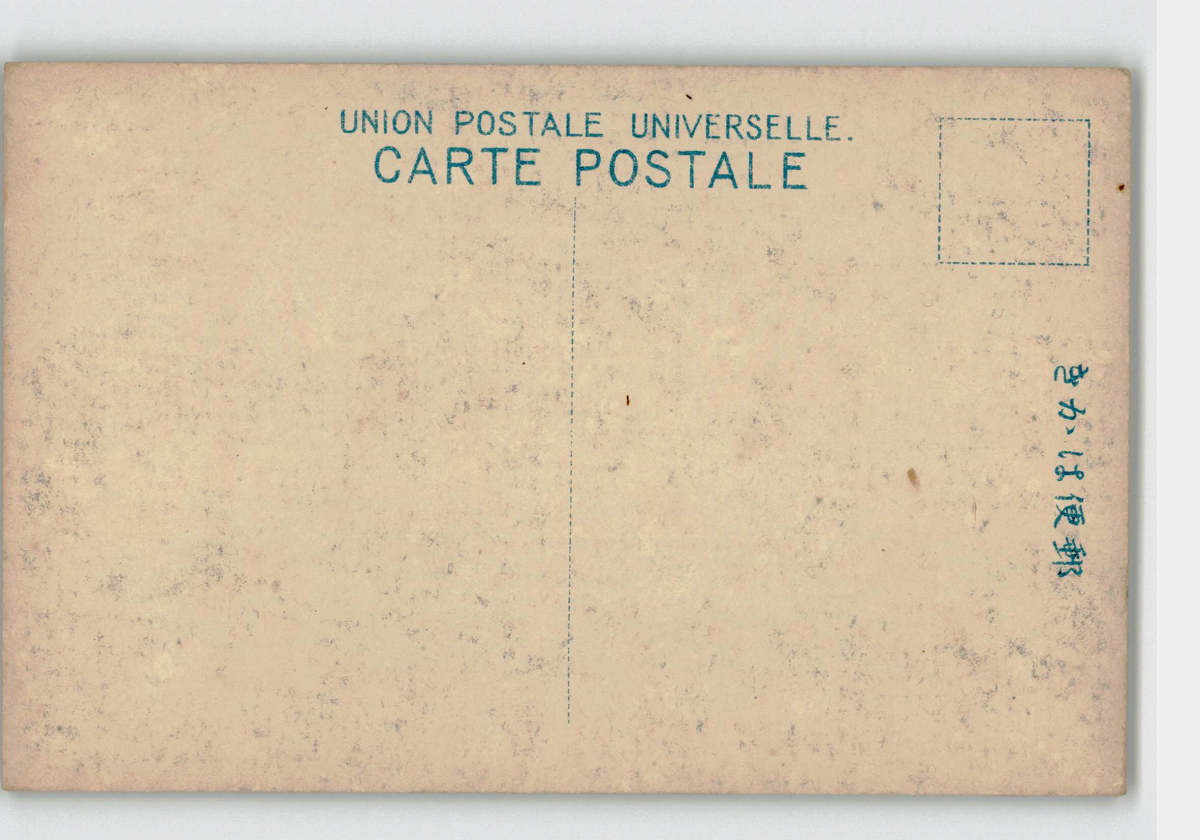 UNION POSTALE UNIVERSELLE.
CARTE POSTALE
郵便はかき